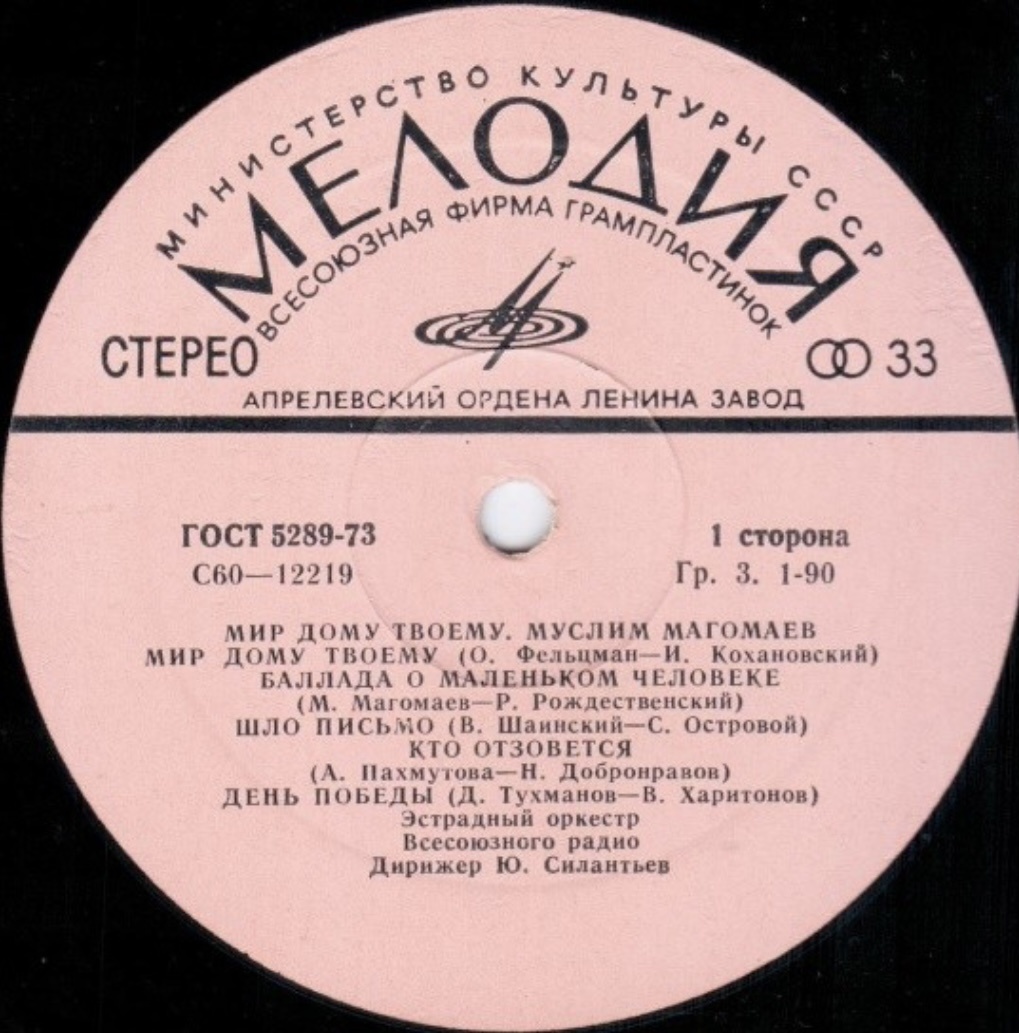 МИНИСТЕРСТВО КУЛЬТУРЫ СССР
МЕЛОДИЯ
ВСЕСОЮЗНАЯ ФИРМА ГРАМПЛАСТИНОК
СТЕРЕО
33
АПРЕЛЕВСКИЙ ОРДЕНА ЛЕНИНА ЗАВОД
ГОСТ 5289-73
1 сторона
С60—12219
Гр. 3. 1-90
МИР ДОМУ ТВОЕМУ. МУСЛИМ МАГОМАЕВ
МИР ДОМУ ТВОЕМУ (О. Фельцман—И. Кохановский)
БАЛЛАДА О МАЛЕНЬКОМ ЧЕЛОВЕКЕ
(М. Магомаев—Р. Рождественский)
ШЛО ПИСЬМО (В. Шаинский—С. Островой)
КТО ОТЗОВЕТСЯ
(А. Пахмутова—Н. Добронравов)
ДЕНЬ ПОБЕДЫ (Д. Тухманов—В. Харитонов)
Эстрадный оркестр
Всесоюзного радио
Дирижер Ю. Силантьев